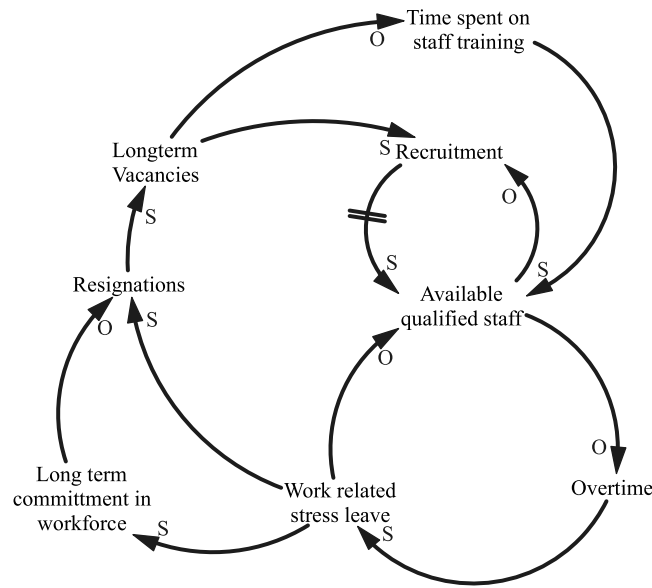 Time spent on
staff training
O
Longterm
Vacancies
S
Recruitment
S
O
S
S
Resignations
Available
qualified staff
O
S
O
O
Long term
committment in
workforce
Work related
stress leave
Overtime
S
S